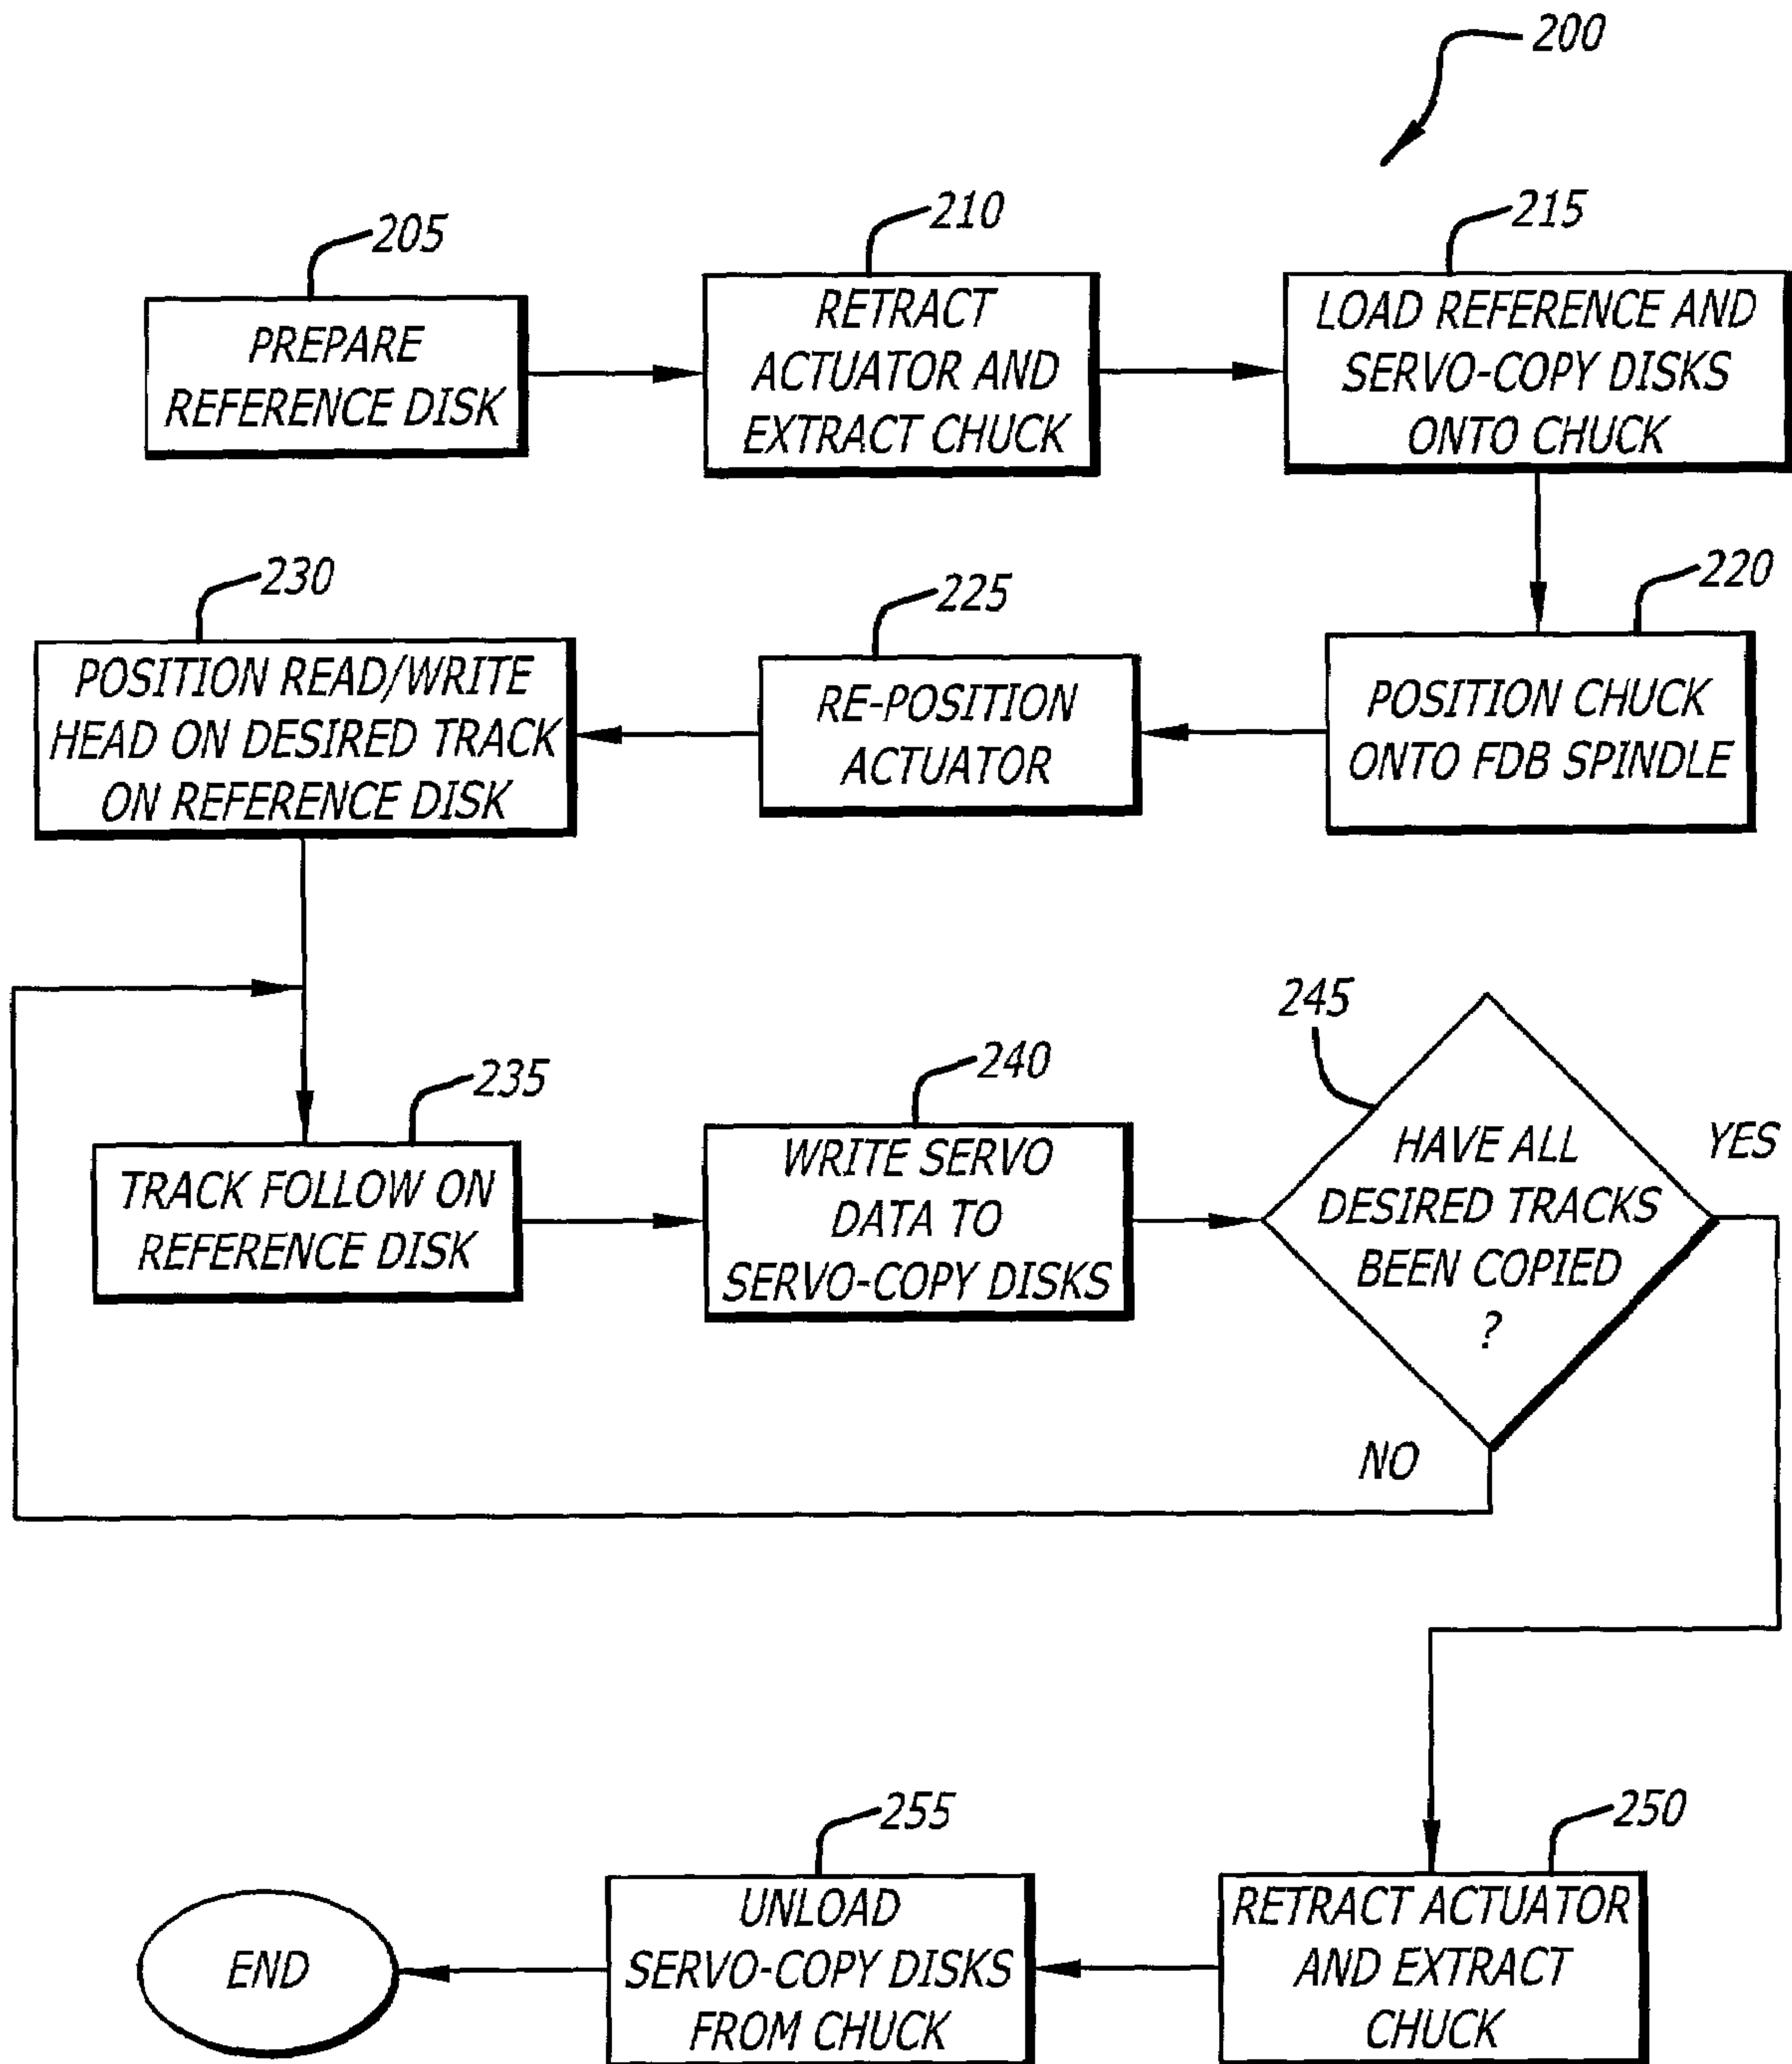 200
205
PREPARE
REFERENCE DISK
210
RETRACT
ACTUATOR AND
EXTRACT CHUCK
215
LOAD REFERENCE AND
SERVO-COPY DISKS
ONTO CHUCK
220
POSITION CHUCK
ONTO FDB SPINDLE
225
RE-POSITION
ACTUATOR
230
POSITION READ/WRITE
HEAD ON DESIRED TRACK
ON REFERENCE DISK
235
TRACK FOLLOW ON
REFERENCE DISK
240
WRITE SERVO
DATA TO
SERVO-COPY DISKS
245
HAVE ALL
DESIRED TRACKS
BEEN COPIED
?
YES
NO
250
RETRACT ACTUATOR
AND EXTRACT
CHUCK
255
UNLOAD
SERVO-COPY DISKS
FROM CHUCK
END